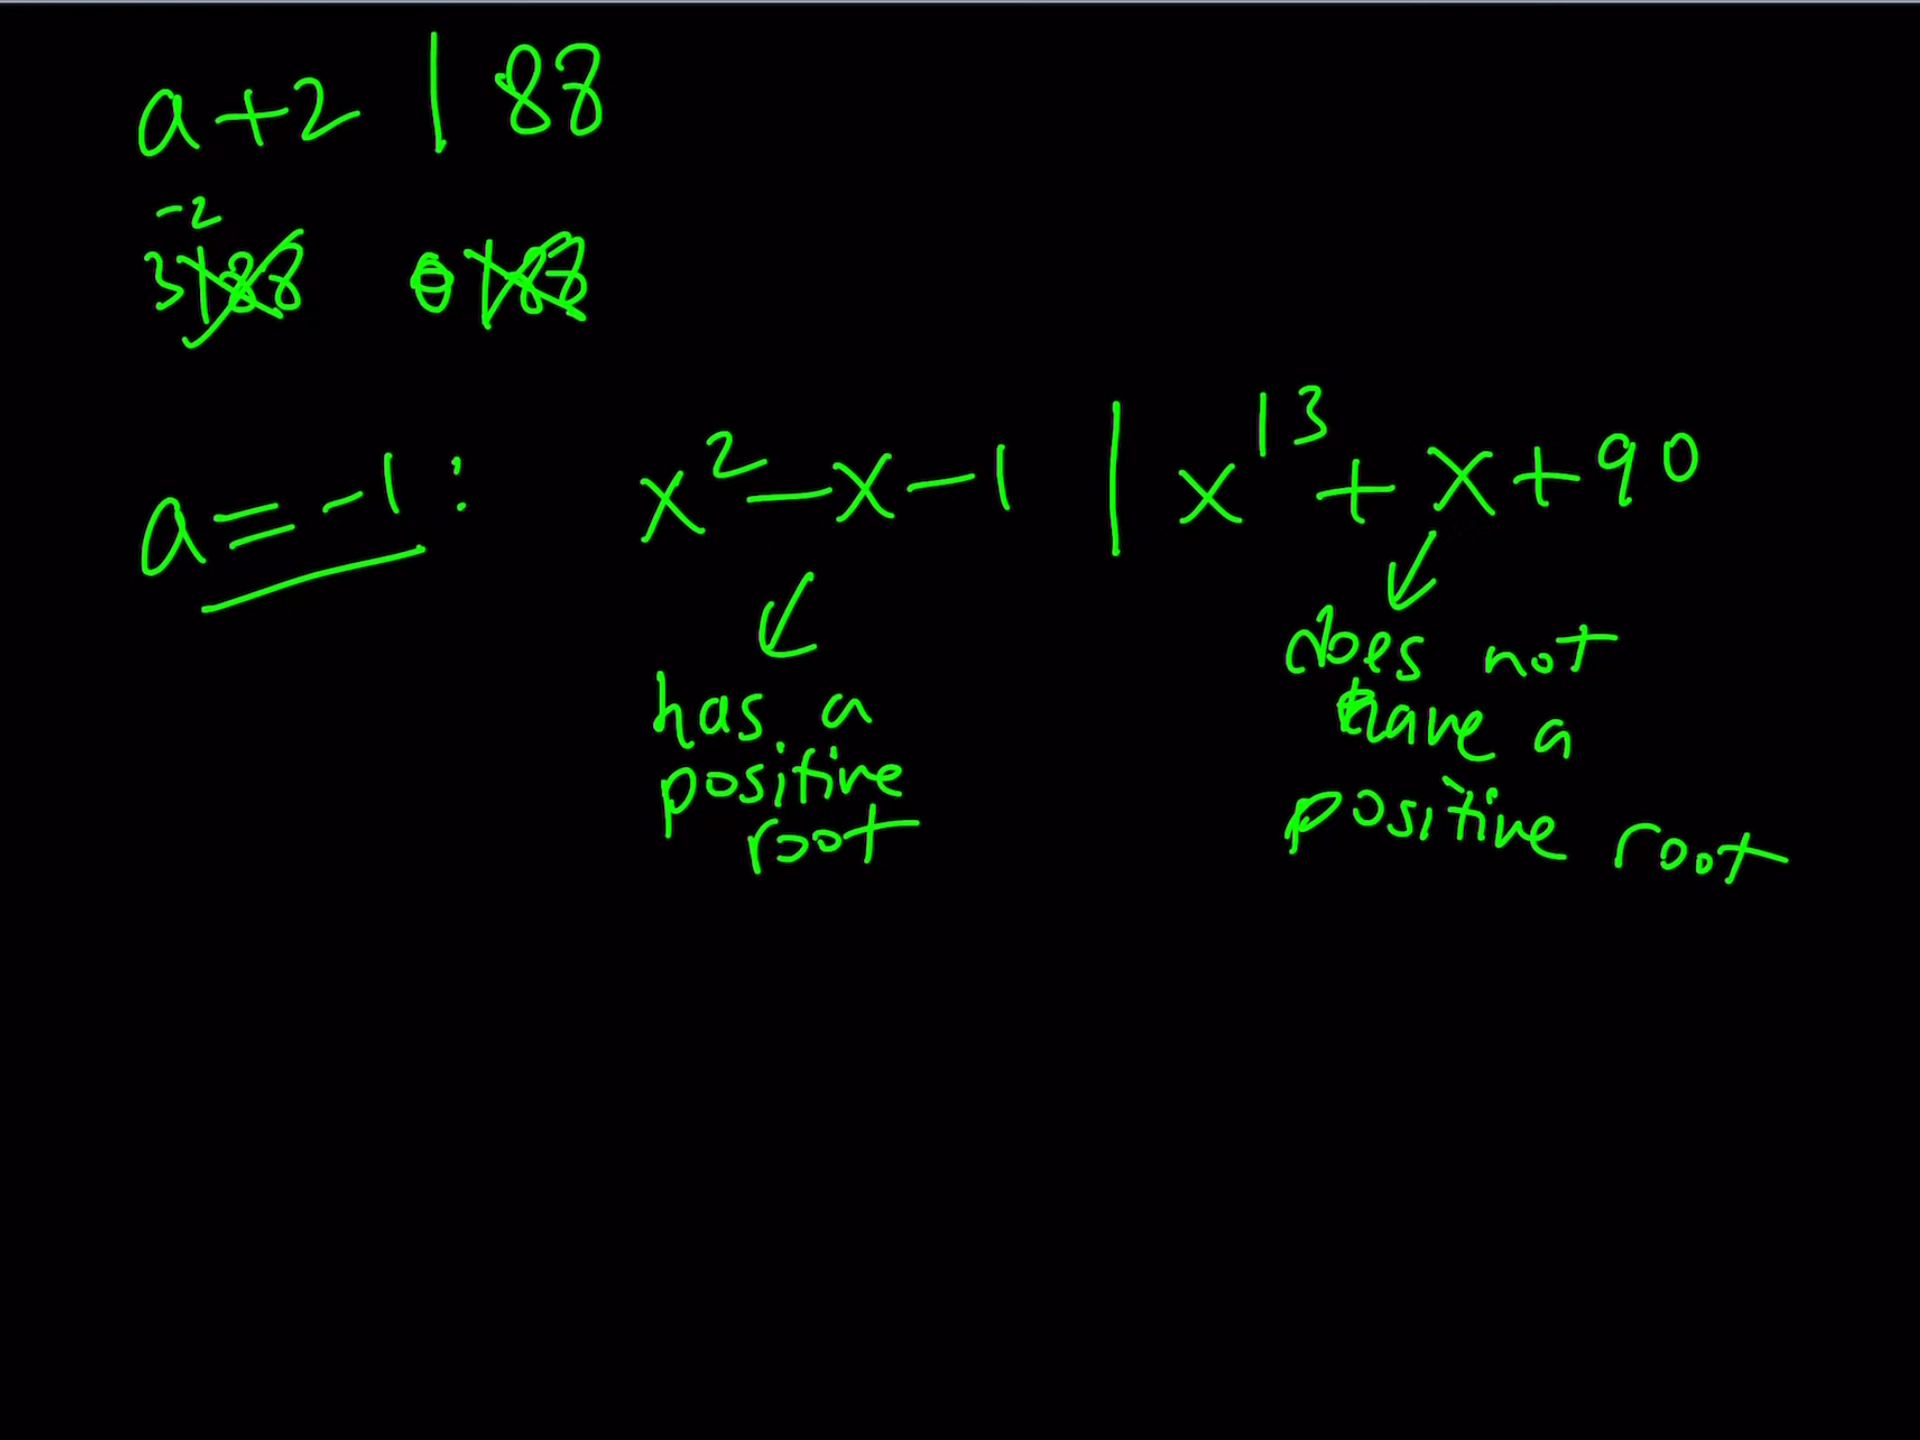 a+2 | 88
-2
3|88 0|88
a=-1: x²-x-1 | x¹³+x+90
has a positive root
does not have a positive root